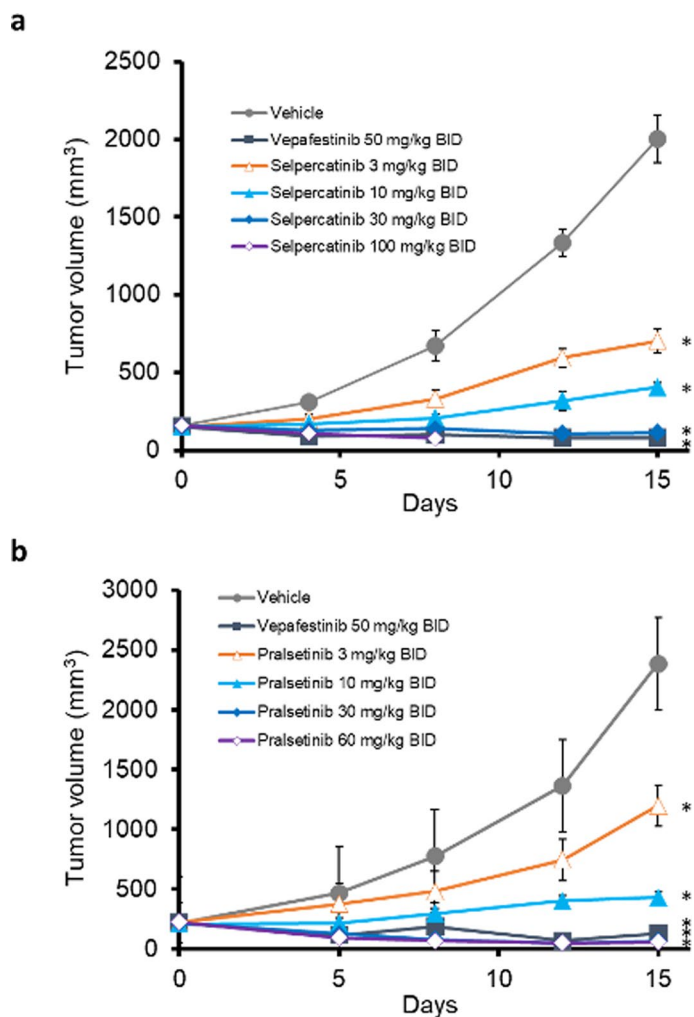 a
2500
2000
1500
1000
500
0
Tumor volume (mm³)
Vehicle
Vepafestinib 50 mg/kg BID
Selpercatinib 3 mg/kg BID
Selpercatinib 10 mg/kg BID
Selpercatinib 30 mg/kg BID
Selpercatinib 100 mg/kg BID
*
*
*
*
0 5 10 15
Days
b
3000
2500
2000
1500
1000
500
0
Tumor volume (mm³)
Vehicle
Vepafestinib 50 mg/kg BID
Pralsetinib 3 mg/kg BID
Pralsetinib 10 mg/kg BID
Pralsetinib 30 mg/kg BID
Pralsetinib 60 mg/kg BID
*
*
*
*
*
0 5 10 15
Days